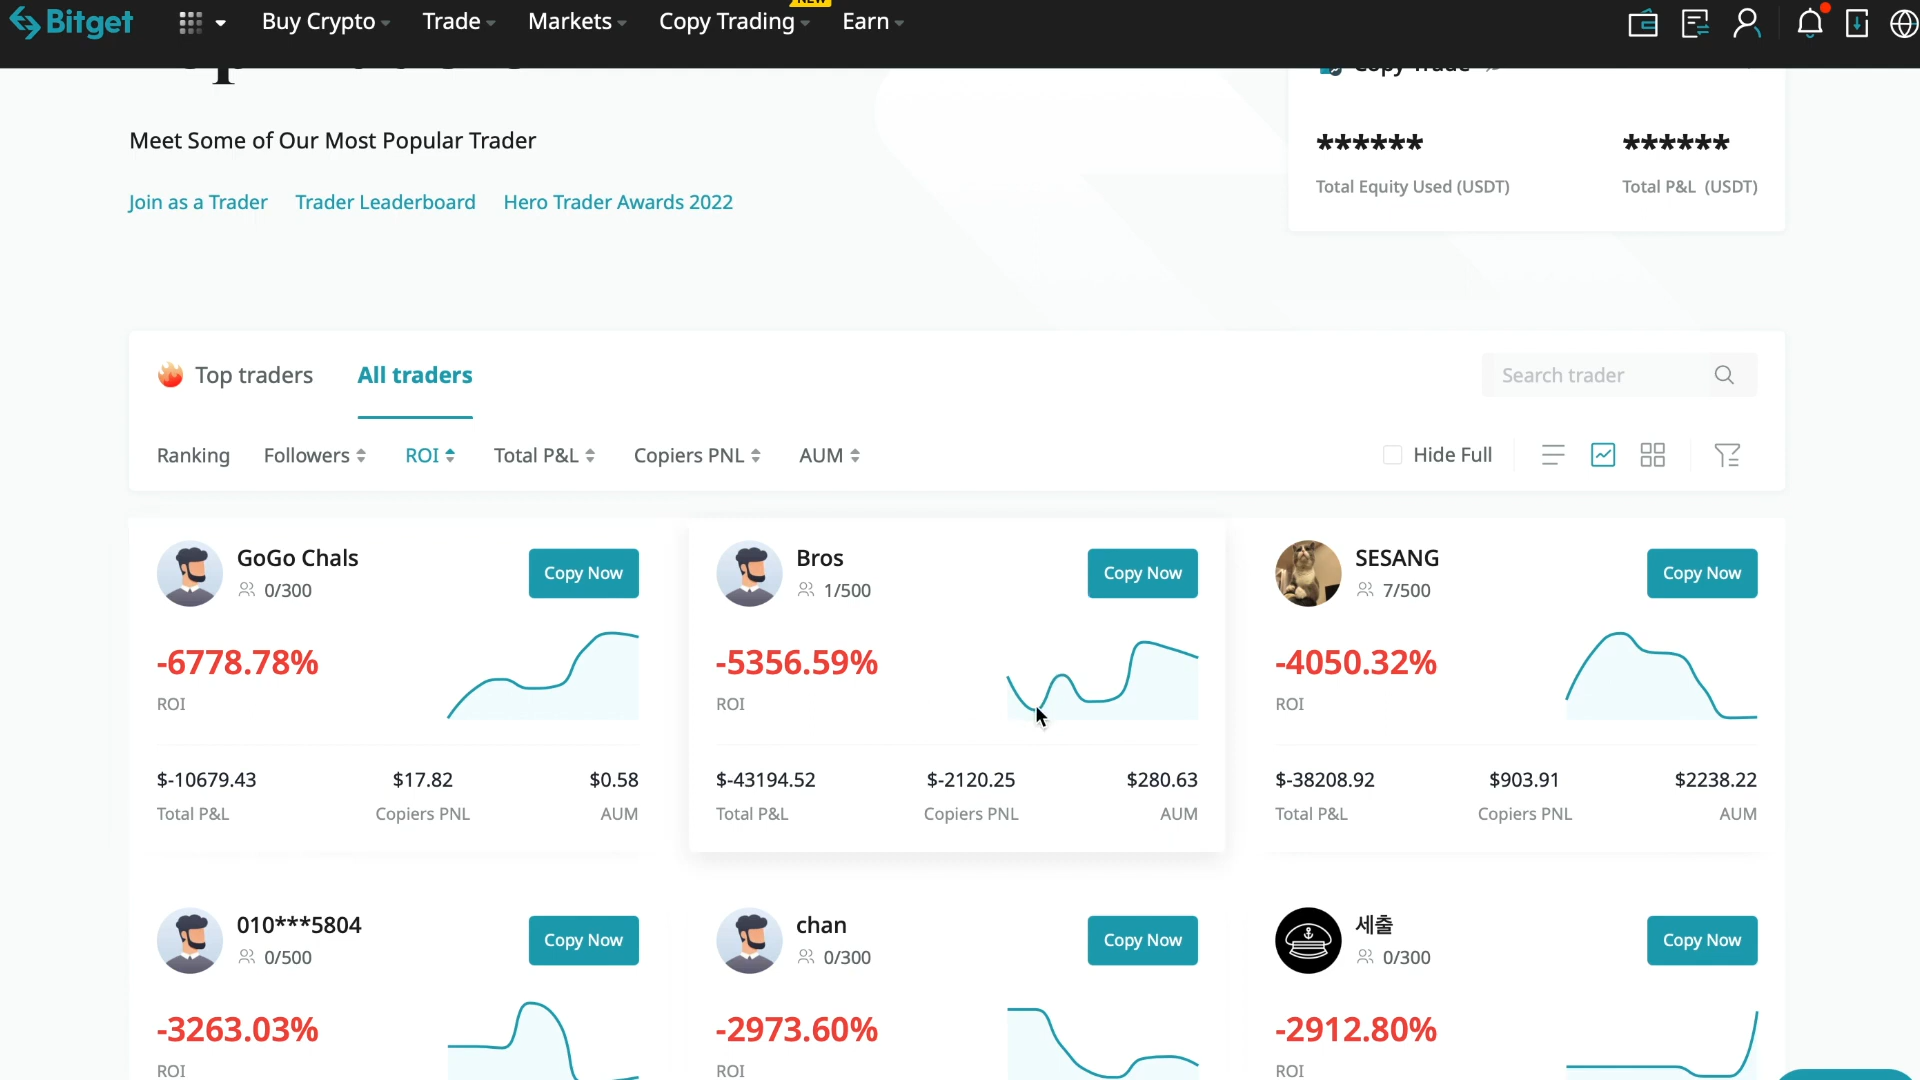 Bitget
Buy Crypto
Trade
Markets
Copy Trading
NEW
Earn
Copy Trade
Meet Some of Our Most Popular Trader
Join as a Trader
Trader Leaderboard
Hero Trader Awards 2022
******
******
Total Equity Used (USDT)
Total P&L (USDT)
Top traders
All traders
Search trader
Ranking
Followers
ROI
Total P&L
Copiers PNL
AUM
Hide Full
GoGo Chals
0/300
Copy Now
-6778.78%
ROI
$-10679.43
$17.82
$0.58
Total P&L
Copiers PNL
AUM
Bros
1/500
Copy Now
-5356.59%
ROI
$-43194.52
$-2120.25
$280.63
Total P&L
Copiers PNL
AUM
SESANG
7/500
Copy Now
-4050.32%
ROI
$-38208.92
$903.91
$2238.22
Total P&L
Copiers PNL
AUM
010***5804
0/500
Copy Now
-3263.03%
ROI
chan
0/300
Copy Now
-2973.60%
ROI
세출
0/300
Copy Now
-2912.80%
ROI